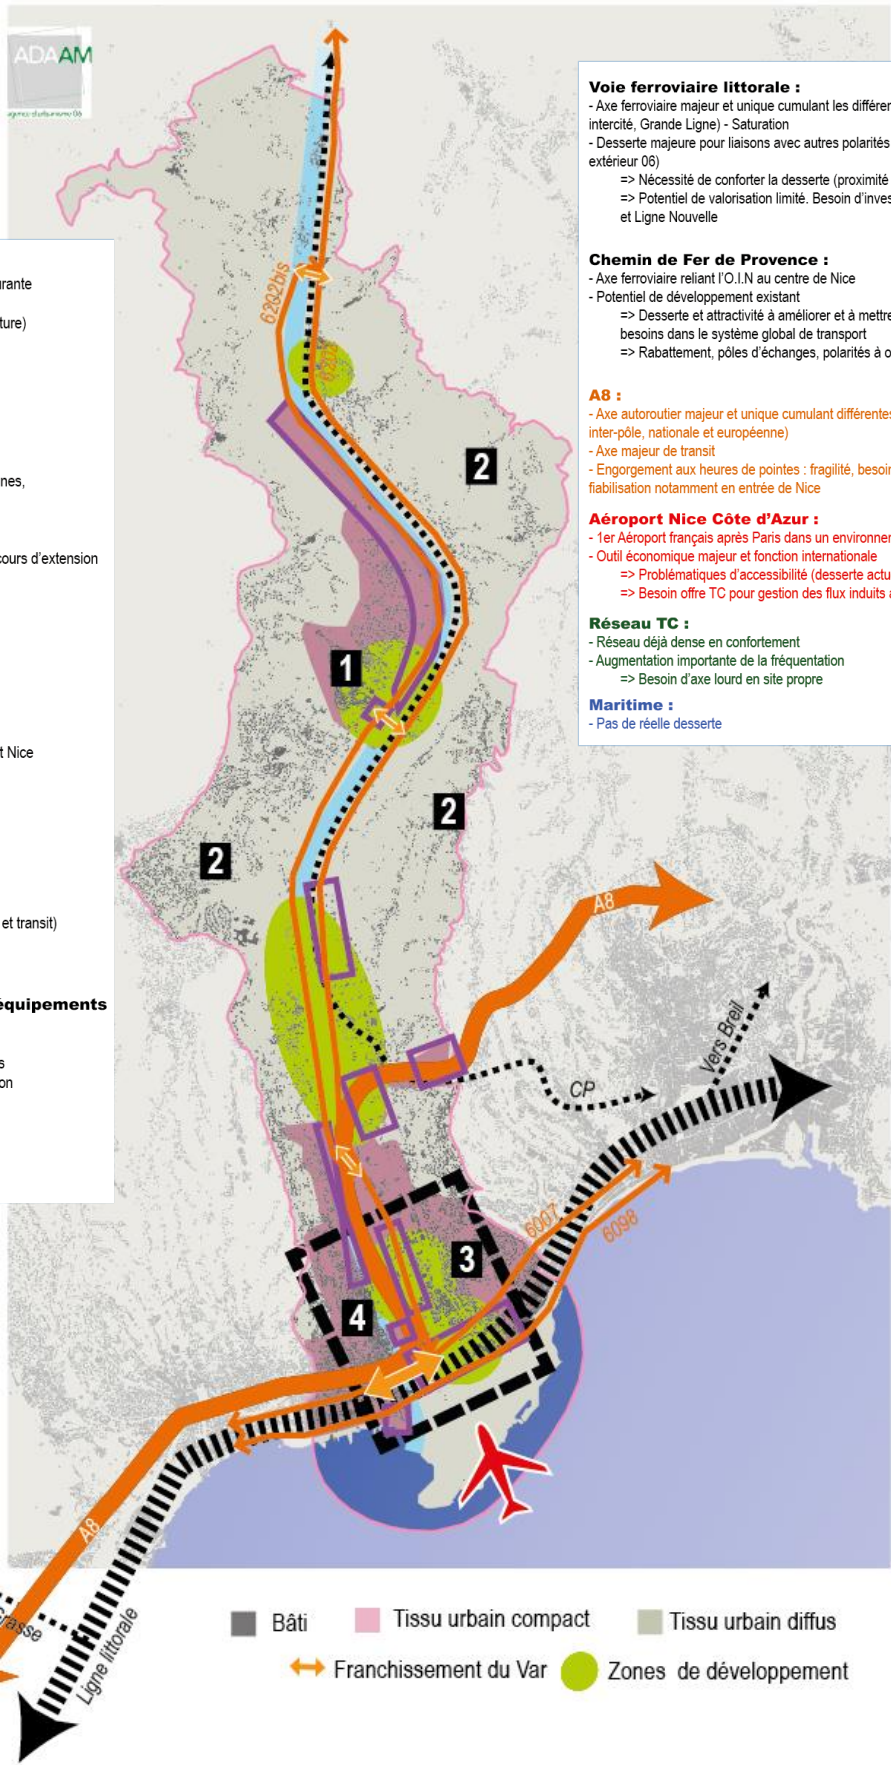 ADAAM
agence d'urbanisme 06
Voie ferroviaire littorale :
- Axe ferroviaire majeur et unique cumulant les différen
intercité, Grande Ligne) - Saturation
- Desserte majeure pour liaisons avec autres polarités
extérieur 06)
=> Nécessité de conforter la desserte (proximité
=> Potentiel de valorisation limité. Besoin d'inves
et Ligne Nouvelle
Chemin de Fer de Provence :
- Axe ferroviaire reliant l'O.I.N au centre de Nice
- Potentiel de développement existant
=> Desserte et attractivité à améliorer et à mettre
besoins dans le système global de transport
=> Rabattement, pôles d'échanges, polarités à o
A8 :
- Axe autoroutier majeur et unique cumulant différentes
inter-pôle, nationale et européenne)
- Axe majeur de transit
- Engorgement aux heures de pointes : fragilité, besoin
fiabilisation notamment en entrée de Nice
Aéroport Nice Côte d'Azur :
- 1er Aéroport français après Paris dans un environnem
- Outil économique majeur et fonction internationale
=> Problématiques d'accessibilité (desserte actu
=> Besoin offre TC pour gestion des flux induits a
Réseau TC :
- Réseau déjà dense en confortement
- Augmentation importante de la fréquentation
=> Besoin d'axe lourd en site propre
Maritime :
- Pas de réelle desserte
urante
ture)
nes,
cours d'extension
t Nice
et transit)
équipements
s
on
6202bis
6202
2
1
2
2
A8
Vers Breil
CP
6007
6098
3
4
A8
Grasse
Ligne littorale
Bâti
Tissu urbain compact
Tissu urbain diffus
Franchissement du Var
Zones de développement